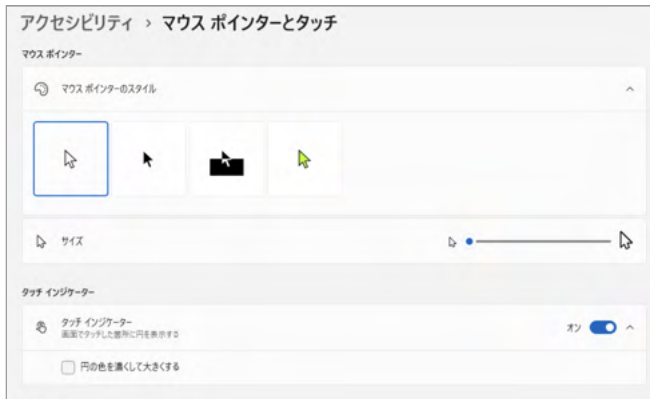 アクセシビリティ › マウス ポインターとタッチ
マウス ポインター
マウス ポインターのスタイル
サイズ
タッチ インジケーター
タッチ インジケーター
オン
画面でタッチした箇所に円を表示する
円の色を濃くして大きくする